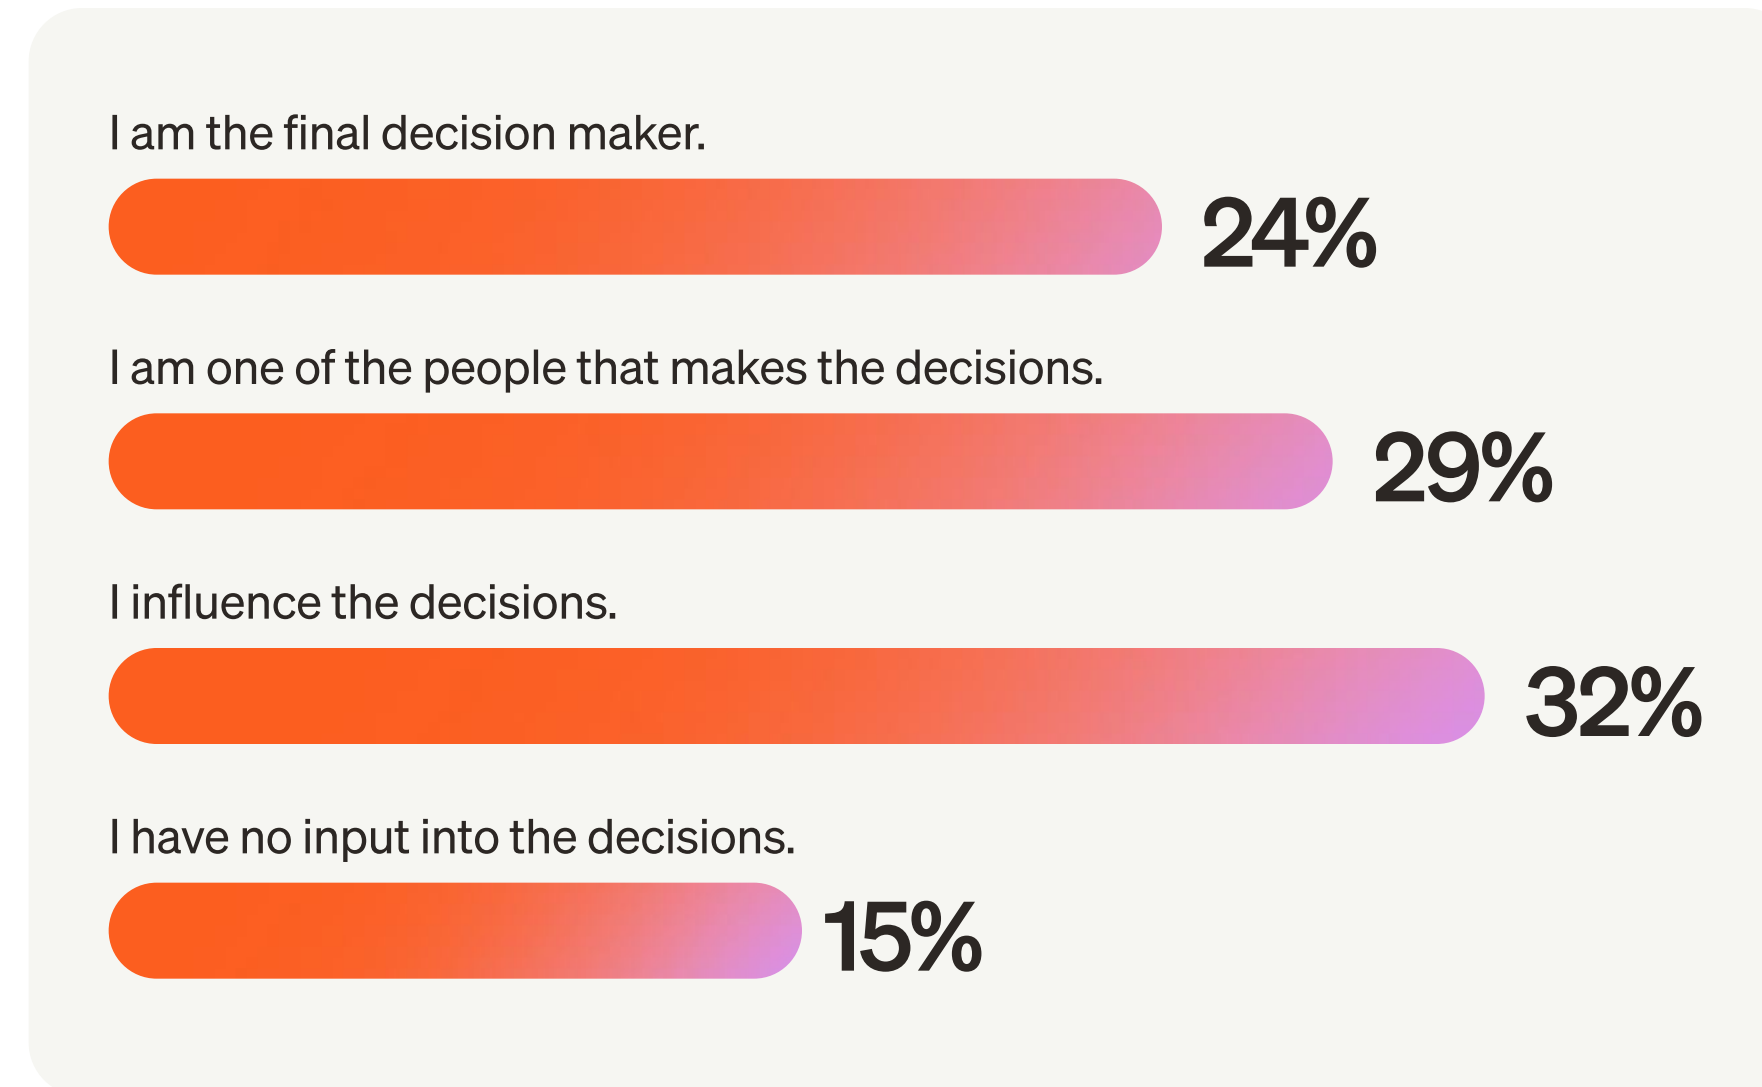 I am the final decision maker.
24%
I am one of the people that makes the decisions.
29%
I influence the decisions.
32%
I have no input into the decisions.
15%